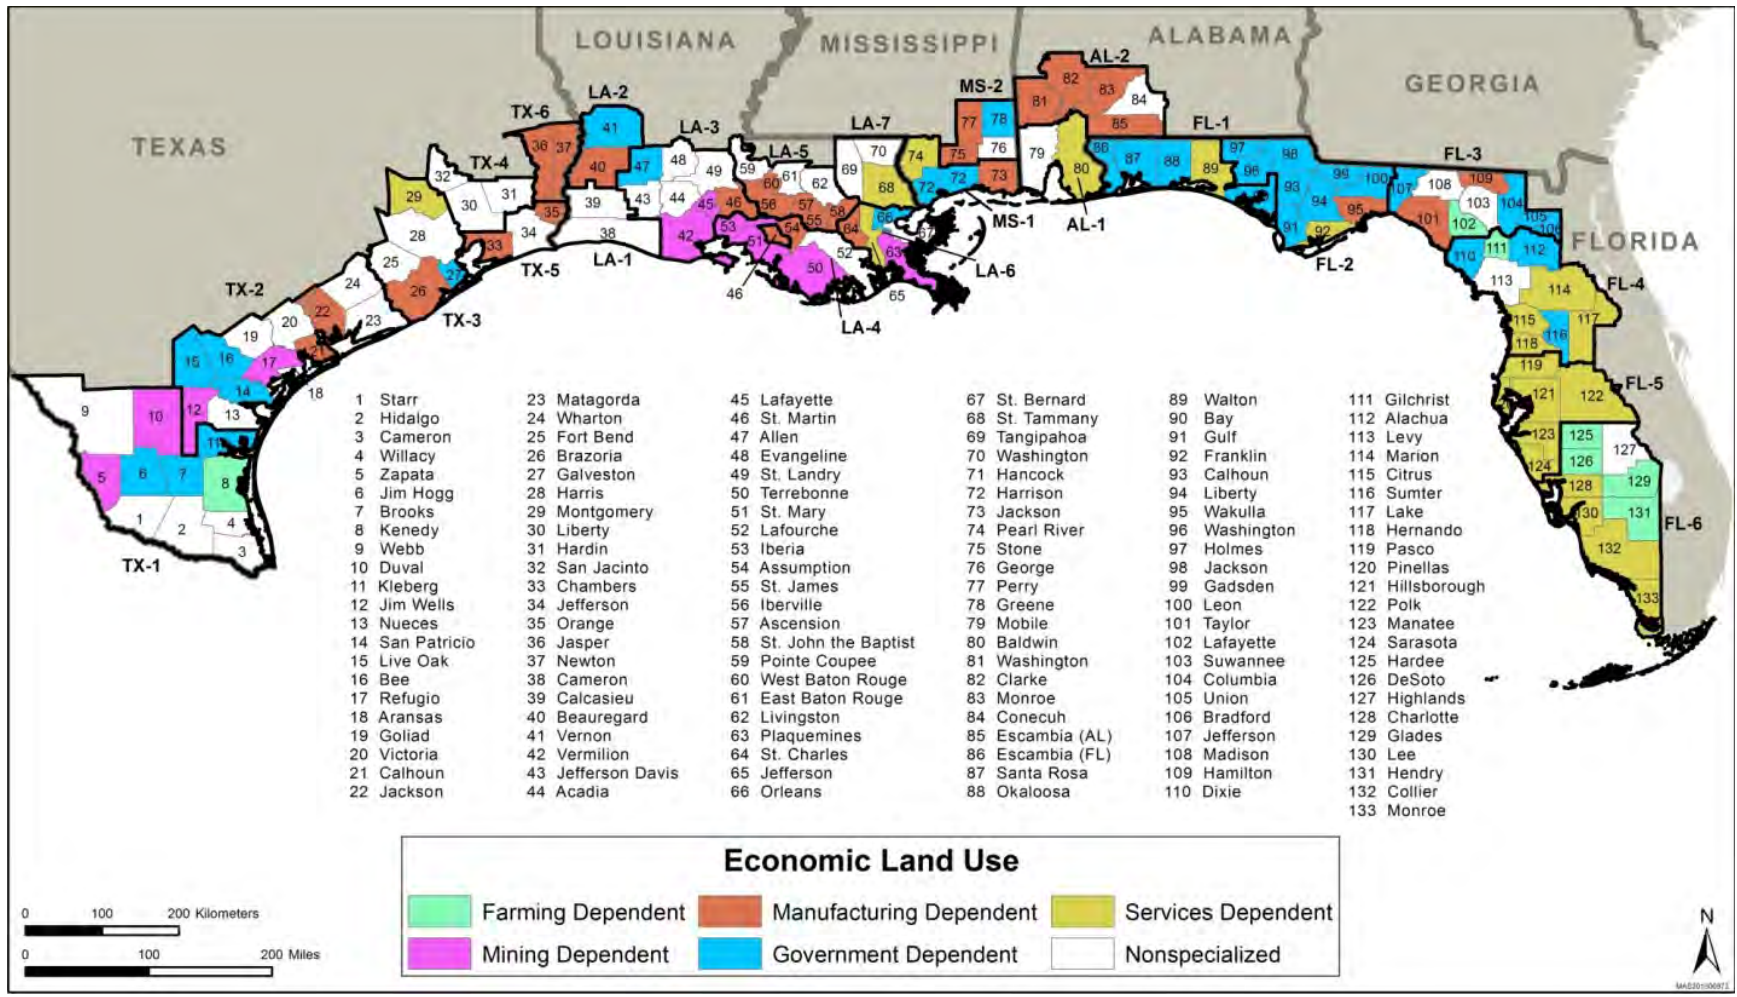 LOUISIANA
MISSISSIPPI
ALABAMA
GEORGIA
TEXAS
FLORIDA
TX-1
TX-2
TX-3
TX-4
TX-5
TX-6
LA-1
LA-2
LA-3
LA-4
LA-5
LA-6
LA-7
MS-1
MS-2
AL-1
AL-2
FL-1
FL-2
FL-3
FL-4
FL-5
FL-6
1 Starr
2 Hidalgo
3 Cameron
4 Willacy
5 Zapata
6 Jim Hogg
7 Brooks
8 Kenedy
9 Webb
10 Duval
11 Kleberg
12 Jim Wells
13 Nueces
14 San Patricio
15 Live Oak
16 Bee
17 Refugio
18 Aransas
19 Goliad
20 Victoria
21 Calhoun
22 Jackson
23 Matagorda
24 Wharton
25 Fort Bend
26 Brazoria
27 Galveston
28 Harris
29 Montgomery
30 Liberty
31 Hardin
32 San Jacinto
33 Chambers
34 Jefferson
35 Orange
36 Jasper
37 Newton
38 Cameron
39 Calcasieu
40 Beauregard
41 Vernon
42 Vermilion
43 Jefferson Davis
44 Acadia
45 Lafayette
46 St. Martin
47 Allen
48 Evangeline
49 St. Landry
50 Terrebonne
51 St. Mary
52 Lafourche
53 Iberia
54 Assumption
55 St. James
56 Iberville
57 Ascension
58 St. John the Baptist
59 Pointe Coupee
60 West Baton Rouge
61 East Baton Rouge
62 Livingston
63 Plaquemines
64 St. Charles
65 Jefferson
66 Orleans
67 St. Bernard
68 St. Tammany
69 Tangipahoa
70 Washington
71 Hancock
72 Harrison
73 Jackson
74 Pearl River
75 Stone
76 George
77 Perry
78 Greene
79 Mobile
80 Baldwin
81 Washington
82 Clarke
83 Monroe
84 Conecuh
85 Escambia (AL)
86 Escambia (FL)
87 Santa Rosa
88 Okaloosa
89 Walton
90 Bay
91 Gulf
92 Franklin
93 Calhoun
94 Liberty
95 Wakulla
96 Washington
97 Holmes
98 Jackson
99 Gadsden
100 Leon
101 Taylor
102 Lafayette
103 Suwannee
104 Columbia
105 Union
106 Bradford
107 Jefferson
108 Madison
109 Hamilton
110 Dixie
111 Gilchrist
112 Alachua
113 Levy
114 Marion
115 Citrus
116 Sumter
117 Lake
118 Hernando
119 Pasco
120 Pinellas
121 Hillsborough
122 Polk
123 Manatee
124 Sarasota
125 Hardee
126 DeSoto
127 Highlands
128 Charlotte
129 Glades
130 Lee
131 Hendry
132 Collier
133 Monroe
Economic Land Use
Farming Dependent
Manufacturing Dependent
Services Dependent
Mining Dependent
Government Dependent
Nonspecialized
0 100 200 Kilometers
0 100 200 Miles
N